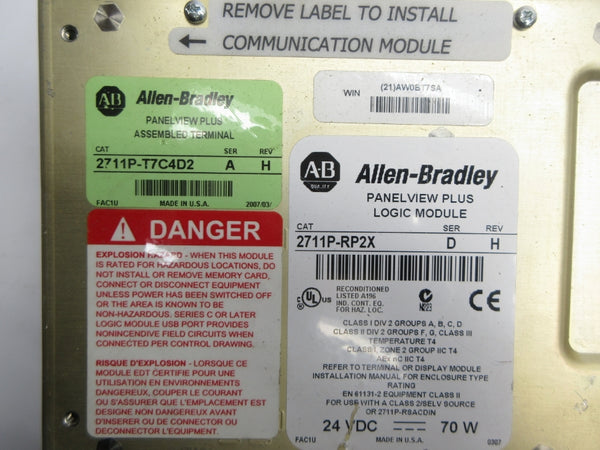 REMOVE LABEL TO INSTALL
← COMMUNICATION MODULE
AB Allen-Bradley
PANELVIEW PLUS
ASSEMBLED TERMINAL
CAT SER REV
2711P-T7C4D2 A H
FAC1U MADE IN U.S.A. 2007/03/
WIN (21)AW0BT7SA
DANGER
EXPLOSION HAZARD - WHEN THIS MODULE
IS RATED FOR HAZARDOUS LOCATIONS, DO
NOT INSTALL OR REMOVE MEMORY CARD,
CONNECT OR DISCONNECT EQUIPMENT
UNLESS POWER HAS BEEN SWITCHED OFF
OR THE AREA IS KNOWN TO BE
NON-HAZARDOUS. SERIES C OR LATER
LOGIC MODULE USB PORT PROVIDES
NONINCENDIVE FIELD CIRCUITS WHEN
CONNECTED PER CONTROL DRAWING.
RISQUE D'EXPLOSION - LORSQUE CE
MODULE EDT CERTIFIE POUR UNE
UTILISATION EN ENVIRONNEMENTS
DANGEREUX, COUPER LE COURANT
OU S'ASSURER QUE L'EMPLACEMENT EST
DESIGNE NON DANGEREUX AVANT
D'INSERER OU DE CONNECTER OU
DECONNECTOR L'EQUIPMENT.
A-B QUALITY Allen-Bradley
PANELVIEW PLUS
LOGIC MODULE
CAT SER REV
2711P-RP2X D H
RECONDITIONED
LISTED A196
IND. CONT. EQ.
FOR HAZ. LOC.
c UL us
N223
CE
CLASS I DIV 2 GROUPS A, B, C, D
CLASS II DIV 2 GROUPS F, G, CLASS III
TEMPERATURE T4
CLASS I, ZONE 2 GROUP IIC T4
AEx nC IIC T4
REFER TO TERMINAL OR DISPLAY MODULE
INSTALLATION MANUAL FOR ENCLOSURE TYPE
RATING
EN 61131-2 EQUIPMENT CLASS II
FOR USE WITH A CLASS 2/SELV SOURCE
OR 2711P-RSACDIN
24 VDC 70 W
FAC1U MADE IN U.S.A. 0307